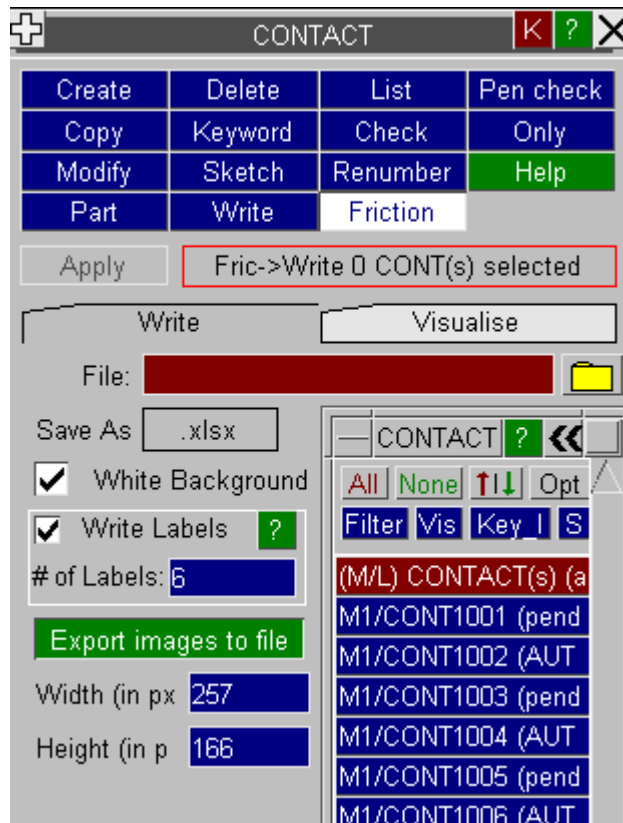 CONTACT K ? X
Create Delete List Pen check
Copy Keyword Check Only
Modify Sketch Renumber Help
Part Write Friction
Apply Fric->Write 0 CONT(s) selected
Write Visualise
File:
Save As .xlsx
White Background
Write Labels ?
# of Labels: 6
Export images to file
Width (in px 257
Height (in p 166
CONTACT ?
All None Opt
Filter Vis Key_I S
(M/L) CONTACT(s) (a
M1/CONT1001 (pend
M1/CONT1002 (AUT
M1/CONT1003 (pend
M1/CONT1004 (AUT
M1/CONT1005 (pend
M1/CONT1006 (AUT